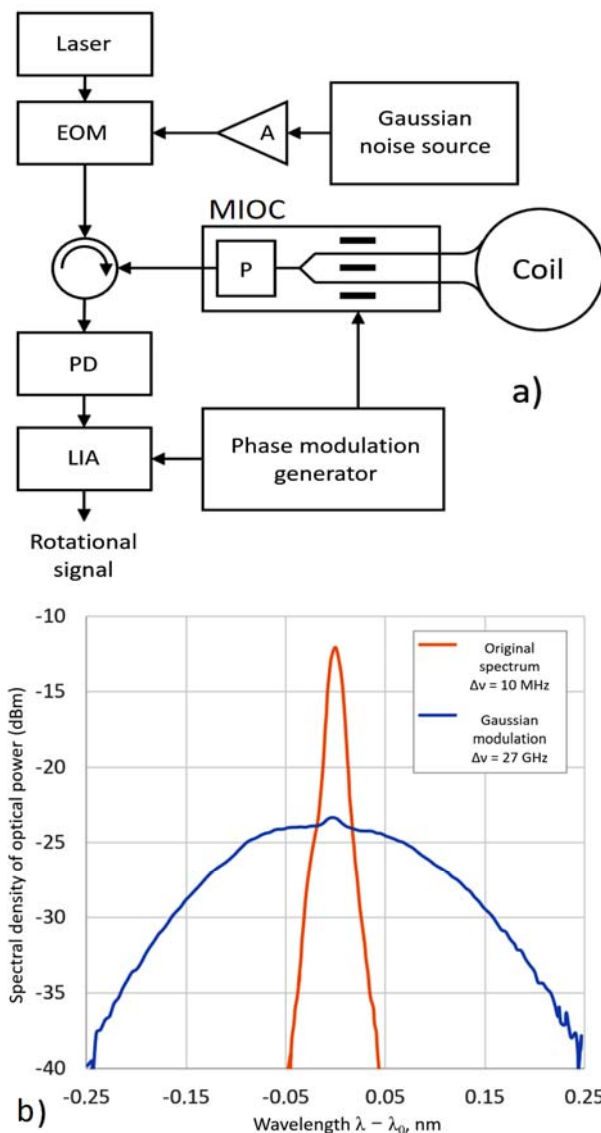 Laser
EOM
A
Gaussian
noise source
MIOC
P
Coil
PD
a)
LIA
Phase modulation
generator
Rotational
signal
-10
-15
-20
-25
-30
-35
-40
Spectral density of optical power (dBm)
Original
spectrum
Δν = 10 MHz
Gaussian
modulation
Δν = 27 GHz
-0.25
-0.15
-0.05
0.05
0.15
0.25
b)
Wavelength λ − λ₀, nm